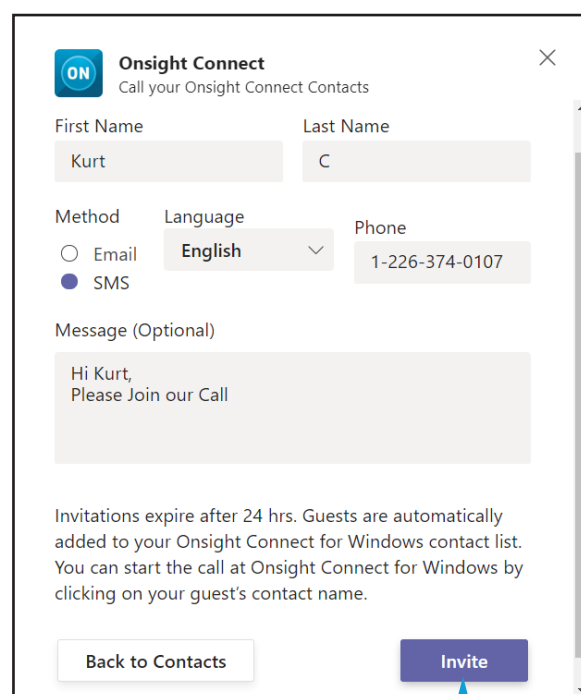 ON
Onsight Connect
Call your Onsight Connect Contacts
First Name
Last Name
Kurt
C
Method
Language
Phone
Email
English
1-226-374-0107
SMS
Message (Optional)
Hi Kurt,
Please Join our Call
Invitations expire after 24 hrs. Guests are automatically
added to your Onsight Connect for Windows contact list.
You can start the call at Onsight Connect for Windows by
clicking on your guest's contact name.
Back to Contacts
Invite